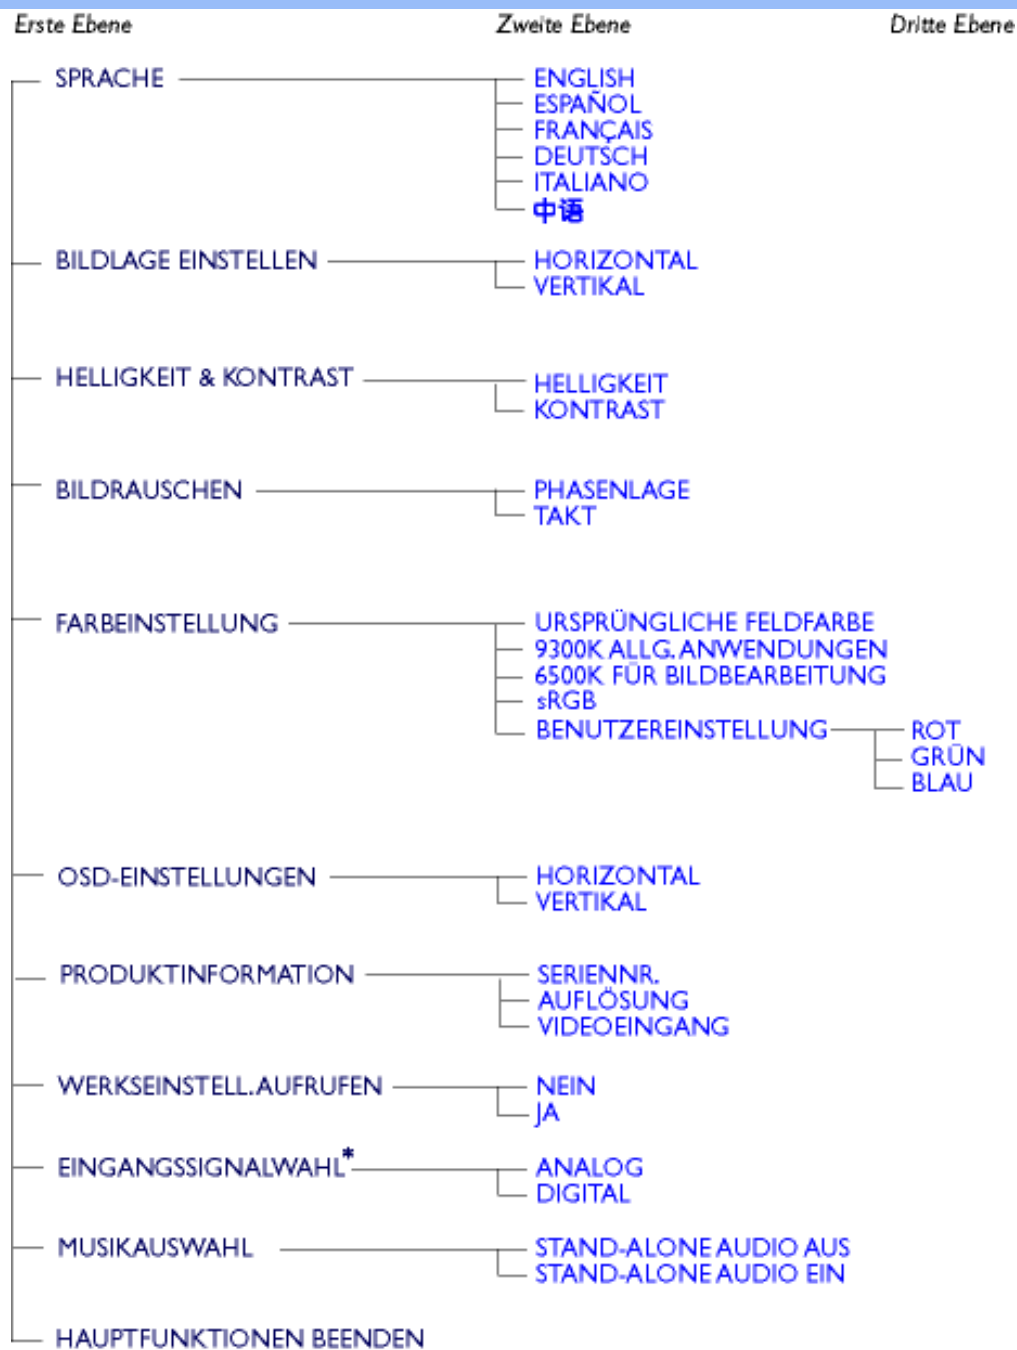 Erste Ebene Zweite Ebene Dritte Ebene
SPRACHE ENGLISH
ESPAÑOL
FRANÇAIS
DEUTSCH
ITALIANO
中语
BILDLAGE EINSTELLEN HORIZONTAL
VERTIKAL
HELLIGKEIT & KONTRAST HELLIGKEIT
KONTRAST
BILDRAUSCHEN PHASENLAGE
TAKT
FARBEINSTELLUNG URSPRÜNGLICHE FELDFARBE
9300K ALLG. ANWENDUNGEN
6500K FÜR BILDBEARBEITUNG
sRGB
BENUTZEREINSTELLUNG ROT
GRÜN
BLAU
OSD-EINSTELLUNGEN HORIZONTAL
VERTIKAL
PRODUKTINFORMATION SERIENNR.
AUFLÖSUNG
VIDEOEINGANG
WERKSEINSTELL. AUFRUFEN NEIN
JA
EINGANGSSIGNALWAHL* ANALOG
DIGITAL
MUSIKAUSWAHL STAND-ALONE AUDIO AUS
STAND-ALONE AUDIO EIN
HAUPTFUNKTIONEN BEENDEN